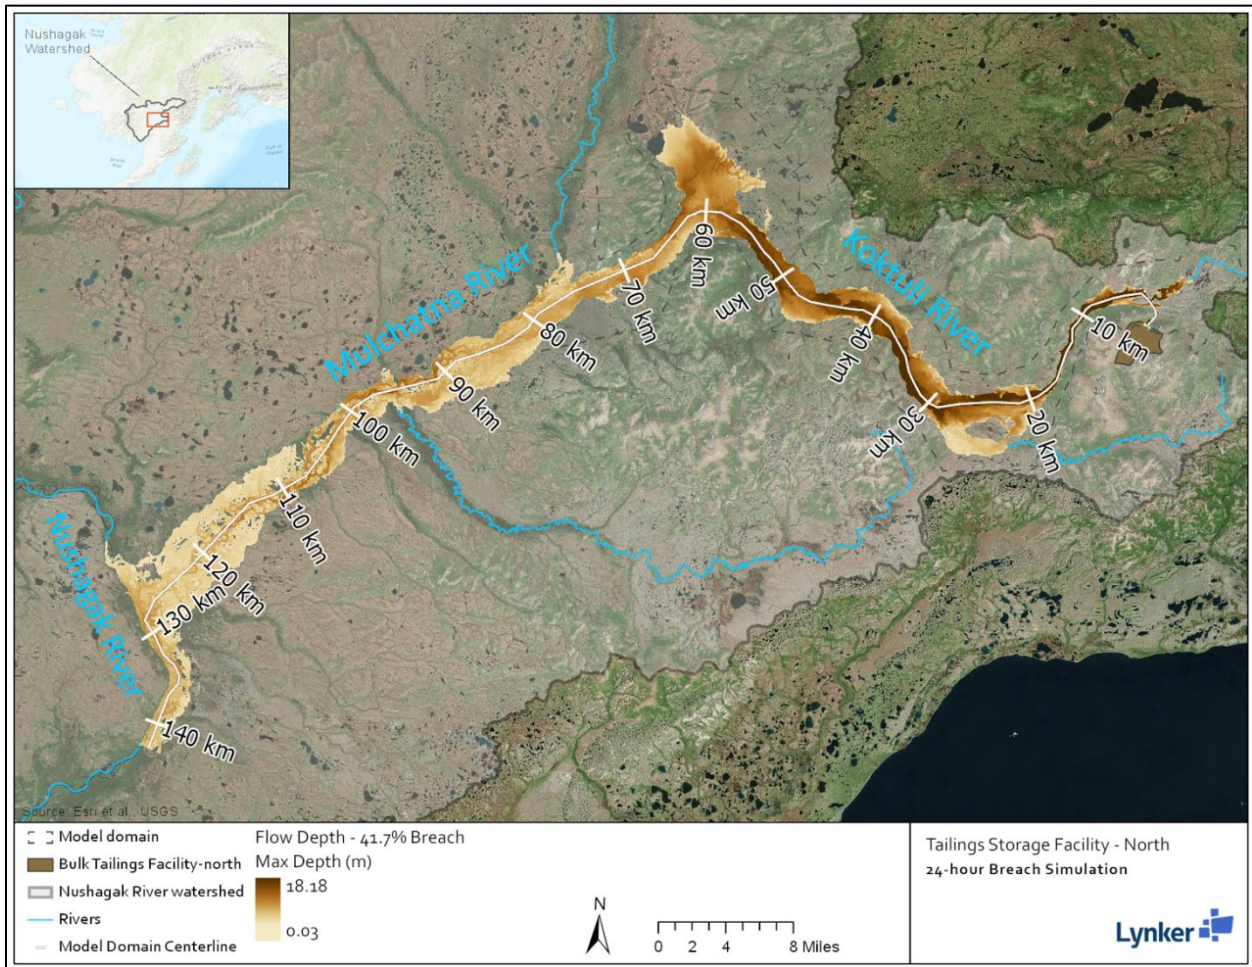 Nushagak
Watershed
Mulchatna River
Koktuli River
Nushagak River
10 km
20 km
30 km
40 km
50 km
60 km
70 km
80 km
90 km
100 km
110 km
120 km
130 km
140 km
Source: Esri et al., USGS
Model domain
Bulk Tailings Facility-north
Nushagak River watershed
Rivers
Model Domain Centerline
Flow Depth - 41.7% Breach
Max Depth (m)
18.18
0.03
N
0 2 4 8 Miles
Tailings Storage Facility - North
24-hour Breach Simulation
Lynker